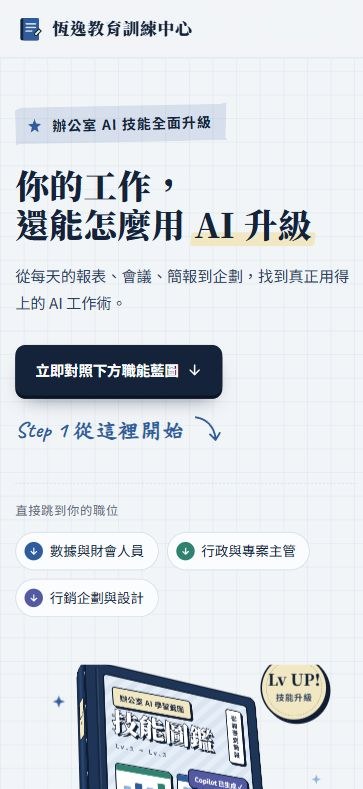 恆逸教育訓練中心
辦公室 AI 技能全面升級
你的工作，
還能怎麼用 AI 升級
從每天的報表、會議、簡報到企劃，找到真正用得
上的 AI 工作術。
立即對照下方職能藍圖 ↓
Step 1 從這裡開始
直接跳到你的職位
數據與財會人員
行政與專案主管
行銷企劃與設計
Lv UP!
技能升級
辦公室 AI 學習藍圖
技能圖鑑
Lv.1 → Lv.3
Copilot 已生成 ✓